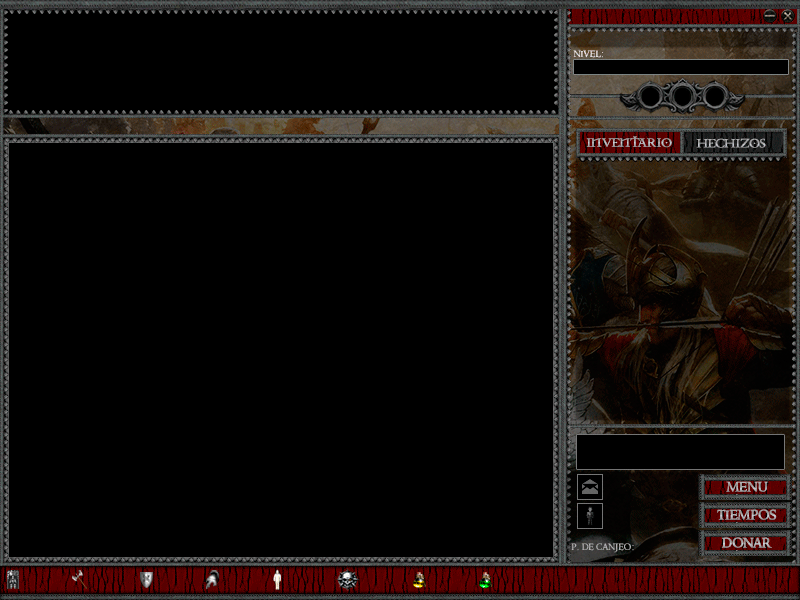 NIVEL:
INVENTARIO HECHIZOS
MENU
TIEMPOS
P. DE CANJEO:
DONAR